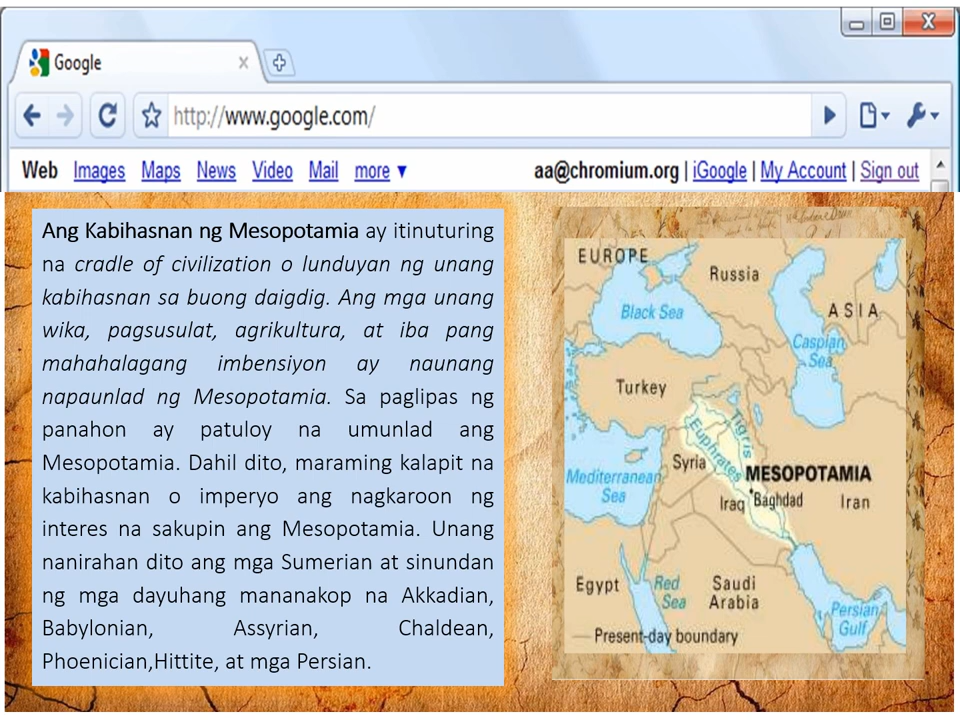 Google
http://www.google.com/
Web Images Maps News Video Mail more ▼ aa@chromium.org | iGoogle | My Account | Sign out
Ang Kabihasnan ng Mesopotamia ay itinuturing
na cradle of civilization o lunduyan ng unang
kabihasnan sa buong daigdig. Ang mga unang
wika, pagsusulat, agrikultura, at iba pang
mahahalagang imbensiyon ay naunang
napaunlad ng Mesopotamia. Sa paglipas ng
panahon ay patuloy na umunlad ang
Mesopotamia. Dahil dito, maraming kalapit na
kabihasnan o imperyo ang nagkaroon ng
interes na sakupin ang Mesopotamia. Unang
nanirahan dito ang mga Sumerian at sinundan
ng mga dayuhang mananakop na Akkadian,
Babylonian, Assyrian, Chaldean,
Phoenician,Hittite, at mga Persian.
EUROPE
Russia
Black Sea
ASIA
Caspian
Sea
Turkey
Tigris
Euphrates
Syria
Mediterranean
Sea
MESOPOTAMIA
Iraq
Baghdad
Iran
Egypt
Red
Sea
Saudi
Arabia
Persian
Gulf
Present-day boundary